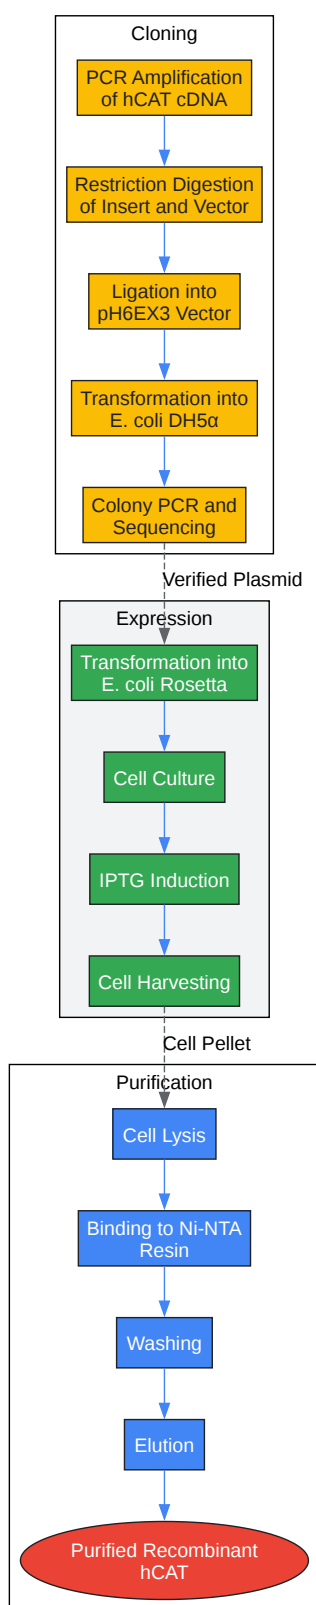 Cloning
PCR Amplification
of hCAT cDNA
Restriction Digestion
of Insert and Vector
Ligation into
pH6EX3 Vector
Transformation into
E. coli DH5α
Colony PCR and
Sequencing
Verified Plasmid
Expression
Transformation into
E. coli Rosetta
Cell Culture
IPTG Induction
Cell Harvesting
Cell Pellet
Purification
Cell Lysis
Binding to Ni-NTA
Resin
Washing
Elution
Purified Recombinant
hCAT